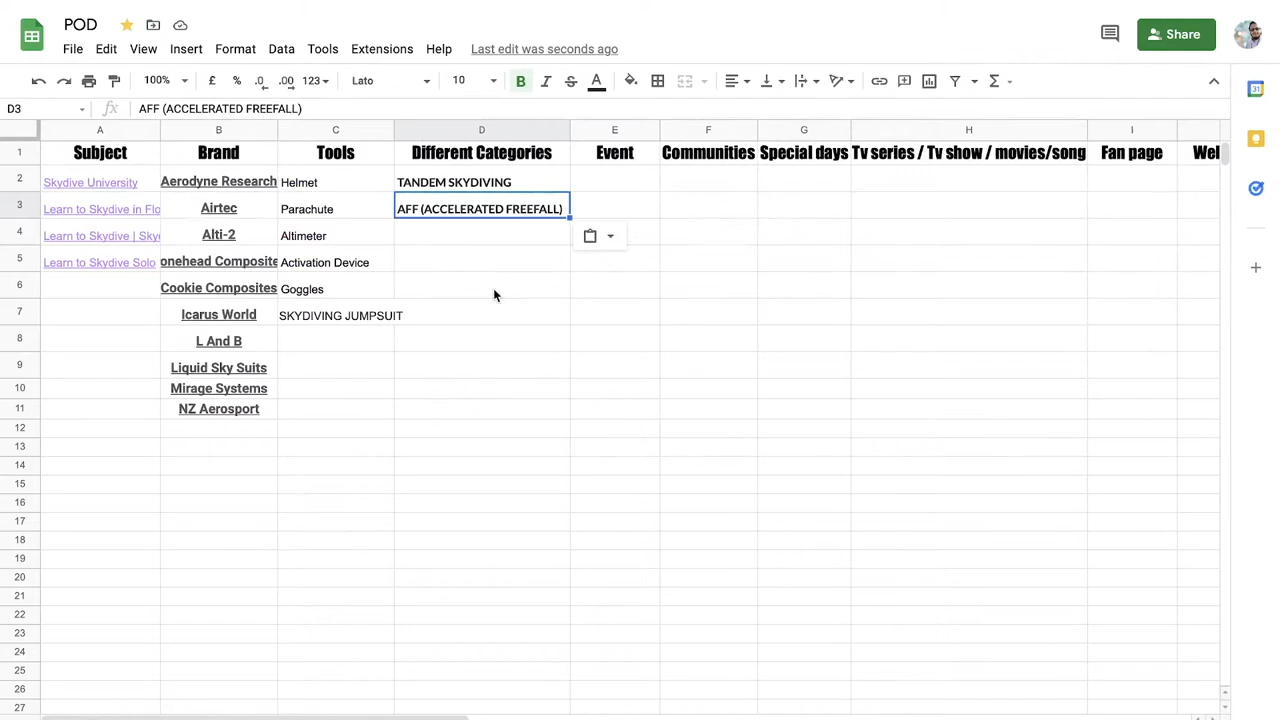 POD
File Edit View Insert Format Data Tools Extensions Help Last edit was seconds ago
Share
100% £ % .0 .00 123 Lato 10 B I S A
D3 fx AFF (ACCELERATED FREEFALL)
A B C D E F G H I
1 Subject Brand Tools Different Categories Event Communities Special days Tv series / Tv show / movies/song Fan page Wel
2 Skydive University Aerodyne Research Helmet TANDEM SKYDIVING
3 Learn to Skydive in Flo Airtec Parachute AFF (ACCELERATED FREEFALL)
4 Learn to Skydive | Sky Alti-2 Altimeter
5 Learn to Skydive Solo onehead Composite Activation Device
6 Cookie Composites Goggles
7 Icarus World SKYDIVING JUMPSUIT
8 L And B
9 Liquid Sky Suits
10 Mirage Systems
11 NZ Aerosport
12
13
14
15
16
17
18
19
20
21
22
23
24
25
26
27